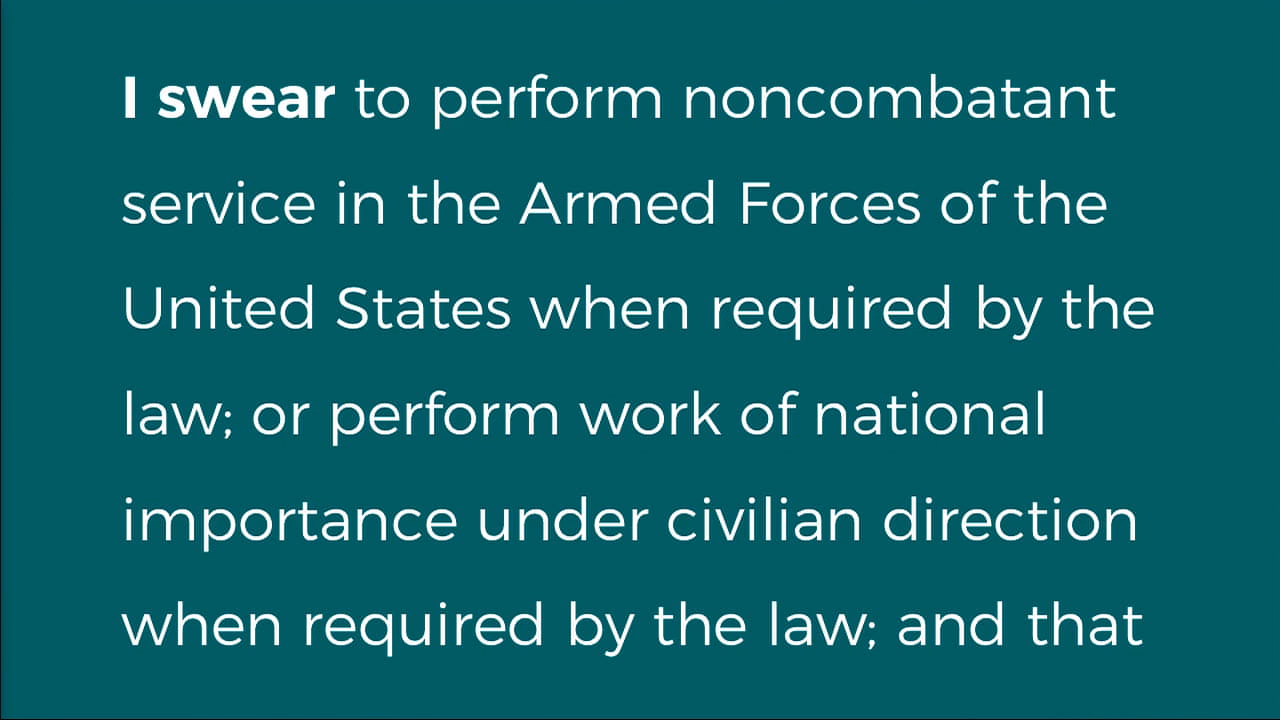 I swear to perform noncombatant
service in the Armed Forces of the
United States when required by the
law; or perform work of national
importance under civilian direction
when required by the law; and that